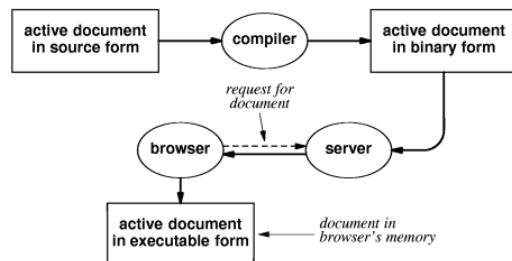 active document
in source form
compiler
active document
in binary form
request for
document
browser
server
active document
in executable form
document in
browser's memory